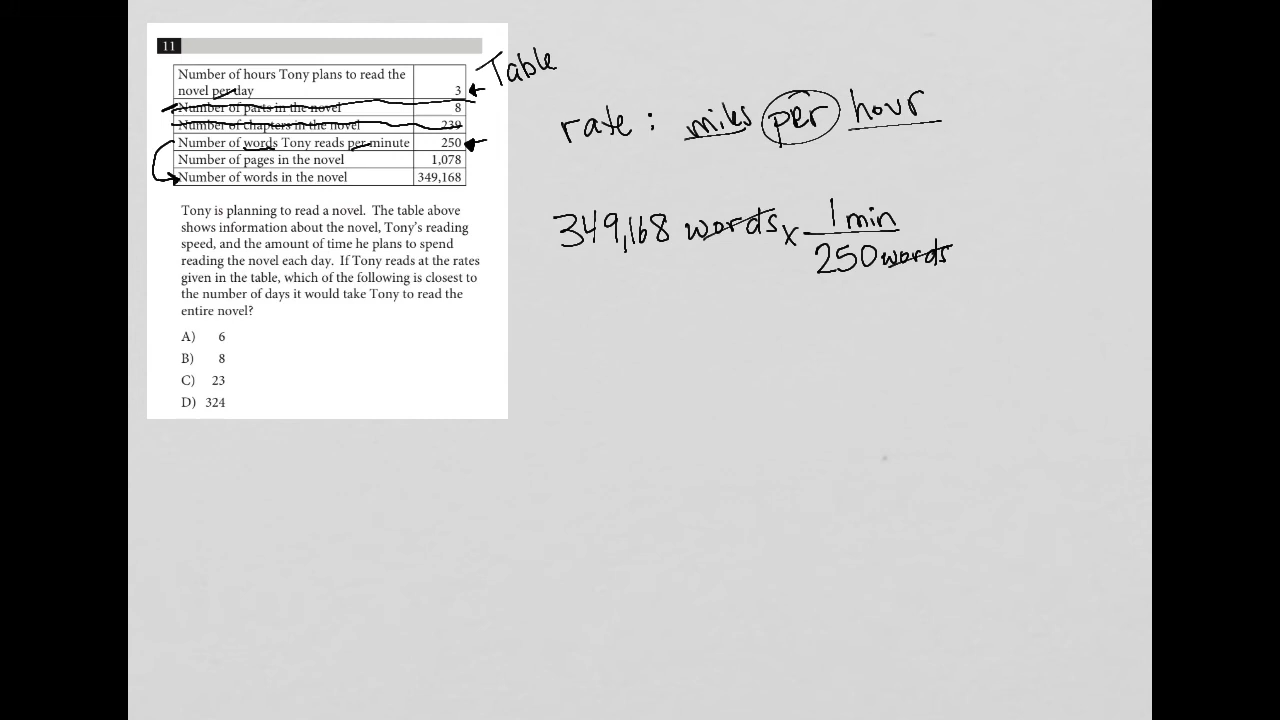 11
Number of hours Tony plans to read the
novel per day 3
Number of parts in the novel 8
Number of chapters in the novel 239
Number of words Tony reads per minute 250
Number of pages in the novel 1,078
Number of words in the novel 349,168
Table
Tony is planning to read a novel. The table above
shows information about the novel, Tony's reading
speed, and the amount of time he plans to spend
reading the novel each day. If Tony reads at the rates
given in the table, which of the following is closest to
the number of days it would take Tony to read the
entire novel?
A) 6
B) 8
C) 23
D) 324
rate: miles per hour
349,168 words x 1 min
250 words